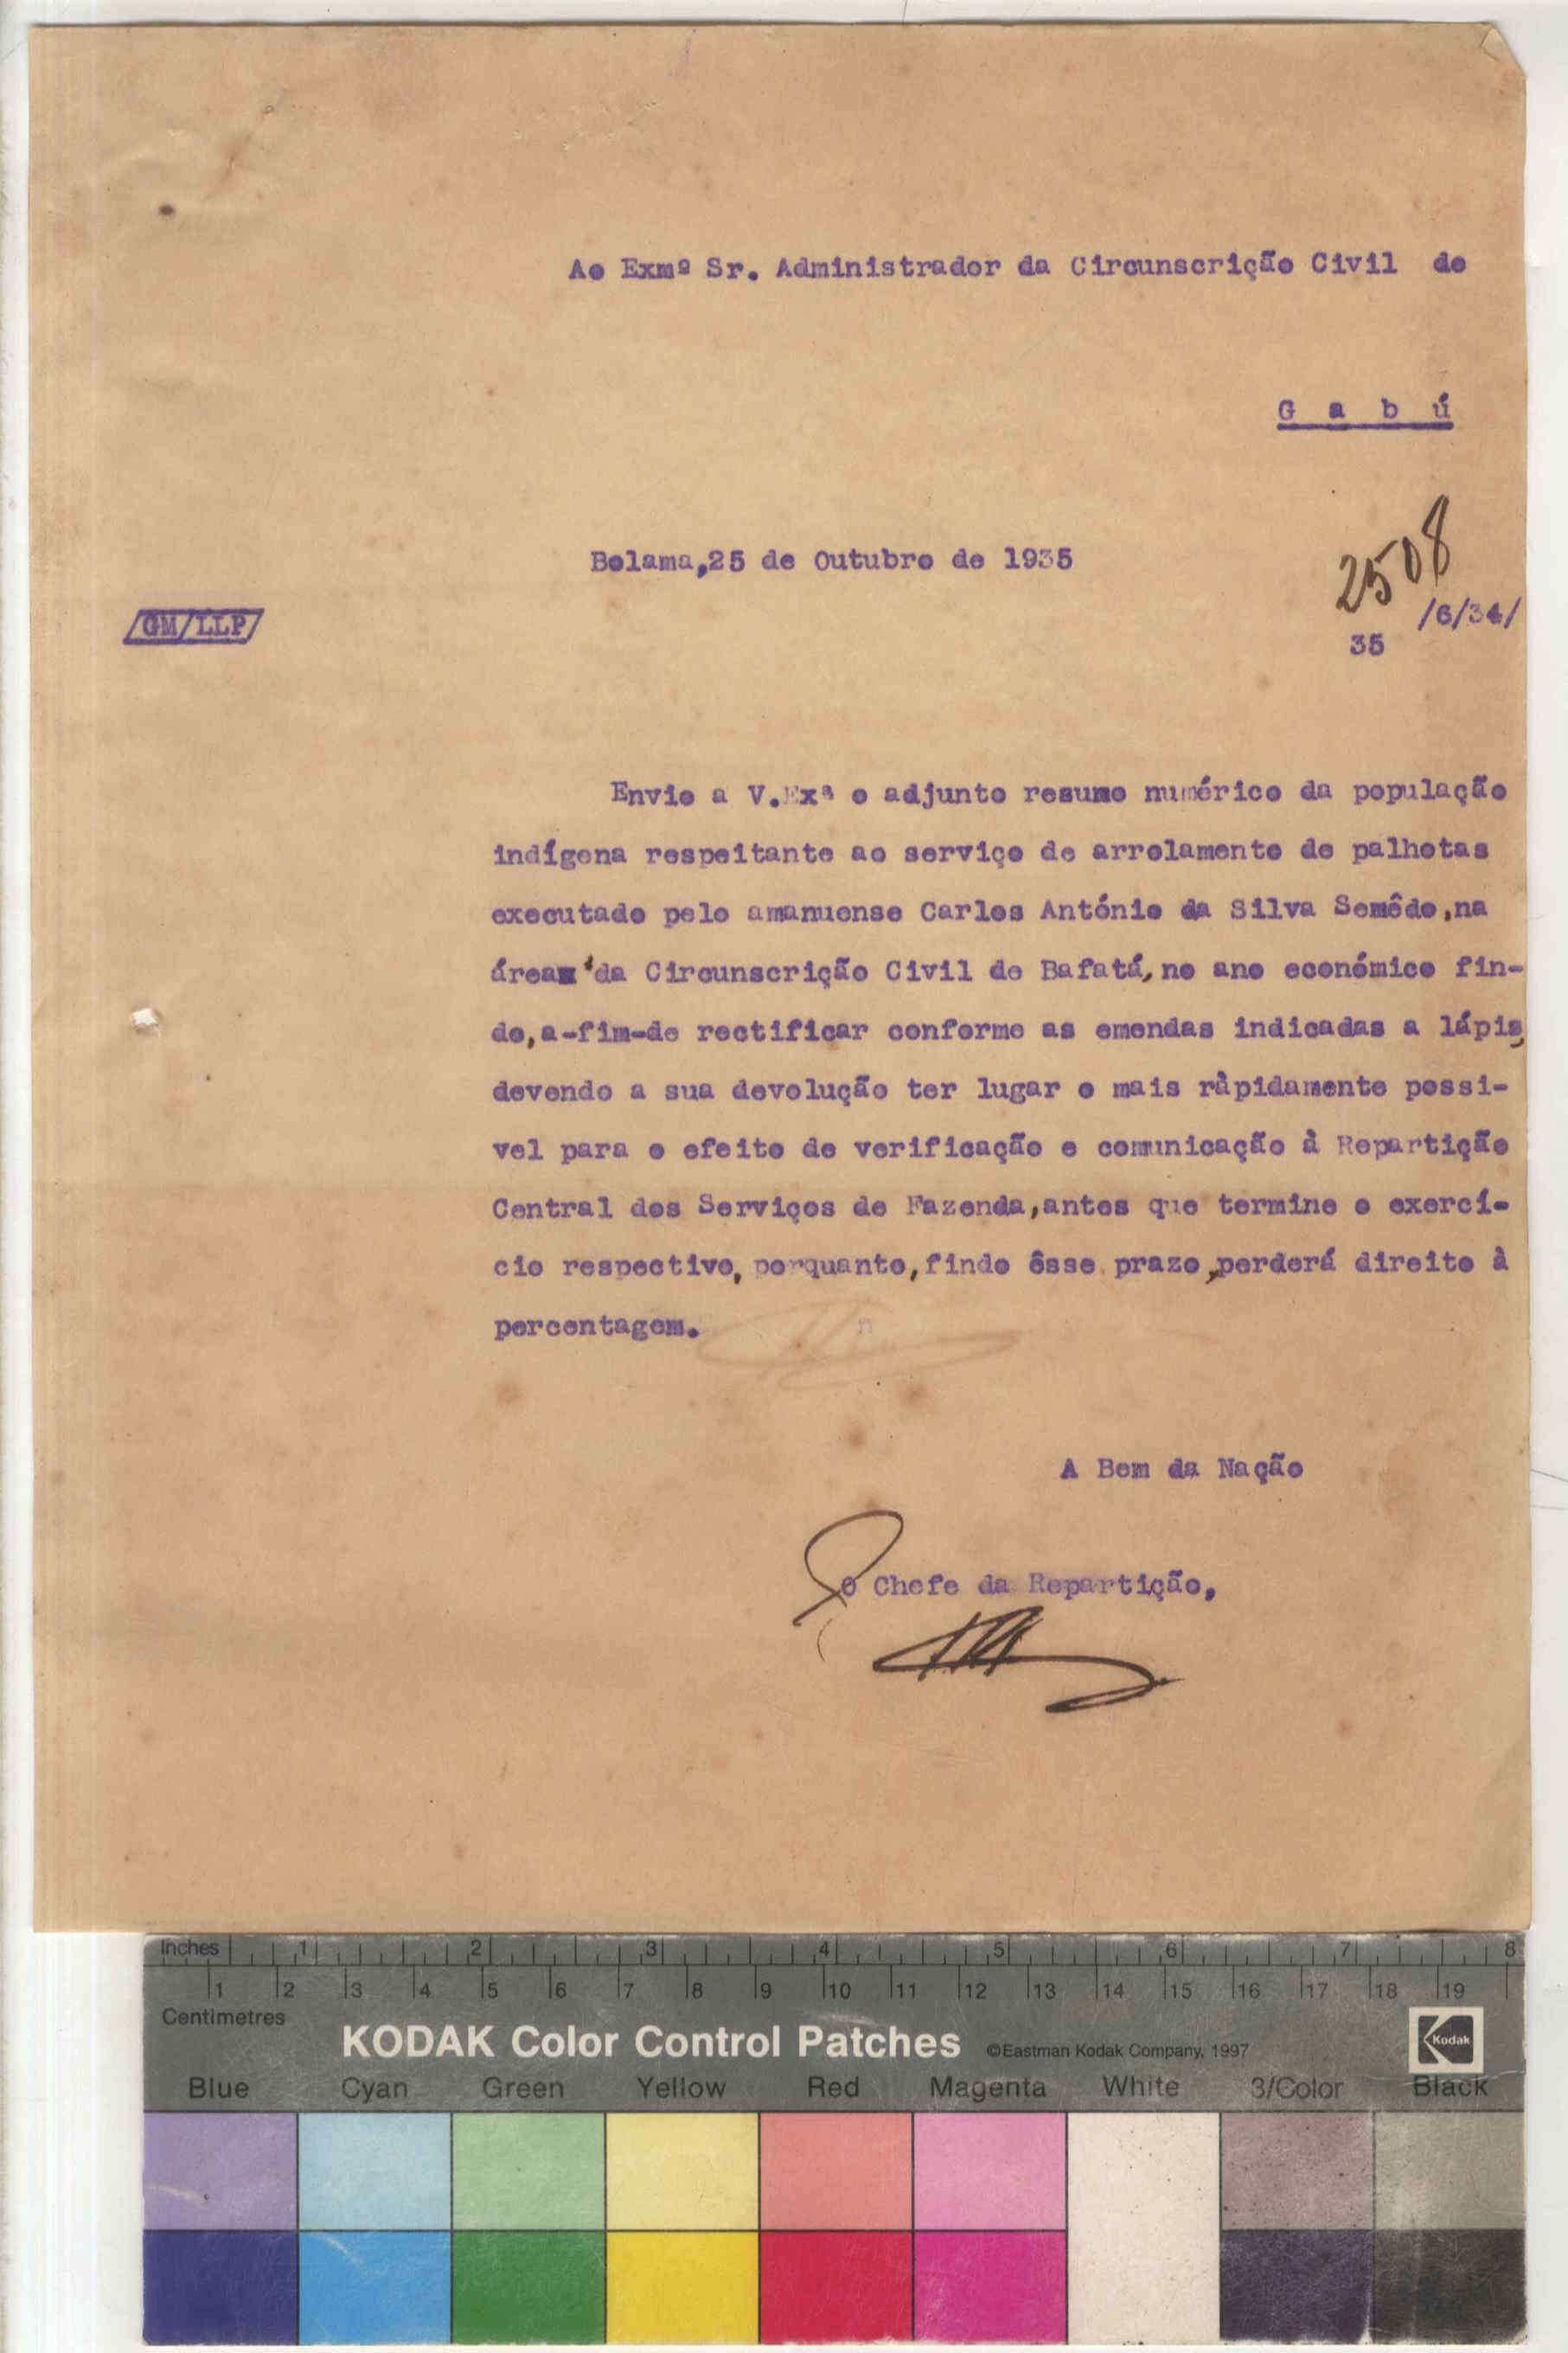 Ao Exmº Sr. Administrador da Circunscrição Civil de
G a b ú
2508
Bolama,25 de Outubro de 1935
/6/34/
/GM/LLP/
35
Envio a V.Exª o adjunto resumo numérico da população
indígena respeitante ao serviço de arrolamento de palhotas
executado pelo amanuense Carlos António da Silva Semêdo,na
área da Circunscrição Civil de Bafatá,no ano económico fin-
do,a-fim-de rectificar conforme as emendas indicadas a lápis,
devendo a sua devolução ter lugar o mais ràpidamente possi-
vel para o efeito de verificação e comunicação à Repartição
Central dos Serviços de Fazenda,antes que termine o exercí-
cio respectivo,porquanto,findo êsse prazo,perderá direito à
percentagem.
n
A Bem da Nação
O Chefe da Repartição,
Inches 1 2 3 4 5 6 7 8
1 2 3 4 5 6 7 8 9 10 11 12 13 14 15 16 17 18 19
Centimetres
KODAK Color Control Patches ©Eastman Kodak Company, 1997 Kodak
Blue Cyan Green Yellow Red Magenta White 3/Color Black